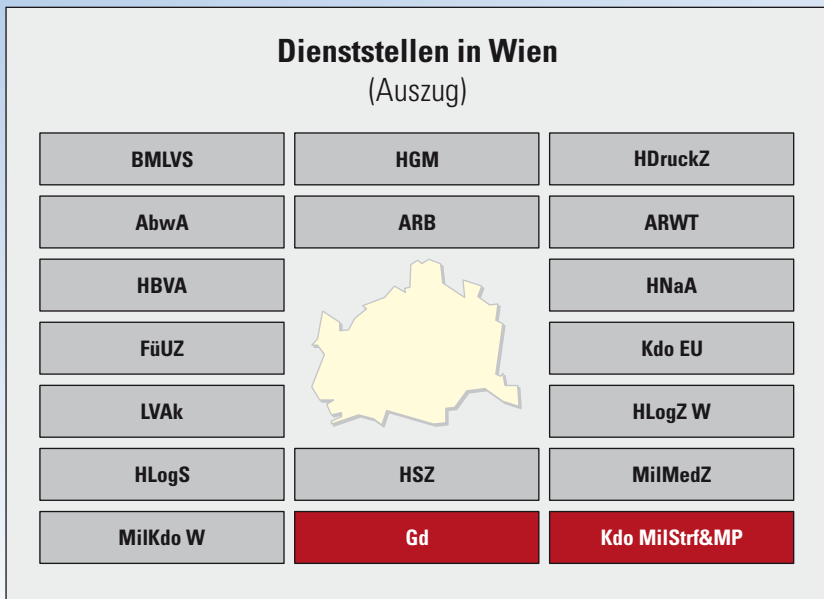 Dienststellen in Wien
(Auszug)
BMLVS
HGM
HDruckZ
AbwA
ARB
ARWT
HBVA
HNaA
FüUZ
Kdo EU
LVAk
HLogZ W
HLogS
HSZ
MilMedZ
MilKdo W
Gd
Kdo MilStrf&MP